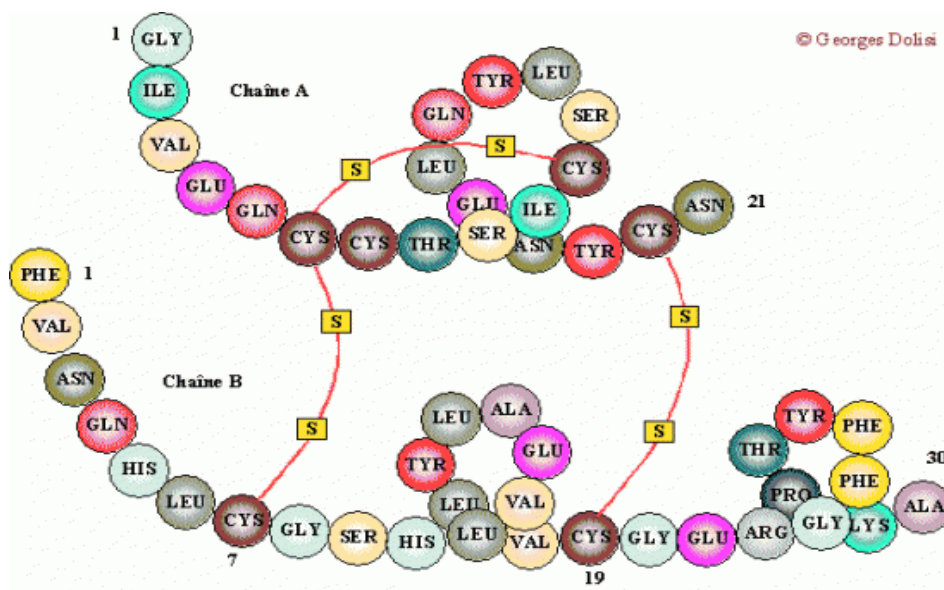 © Georges Dolisi
Chaîne A
1
GLY
ILE
VAL
GLU
GLN
CYS
CYS
THR
SER
ILE
CYS
SER
LEU
TYR
GLN
LEU
GLU
ASN
TYR
CYS
ASN
21
S
S
S
S
S
S
Chaîne B
1
PHE
VAL
ASN
GLN
HIS
LEU
CYS
7
GLY
SER
HIS
LEU
VAL
GLU
ALA
LEU
TYR
LEU
VAL
CYS
19
GLY
GLU
ARG
GLY
PHE
PHE
TYR
THR
PRO
LYS
ALA
30